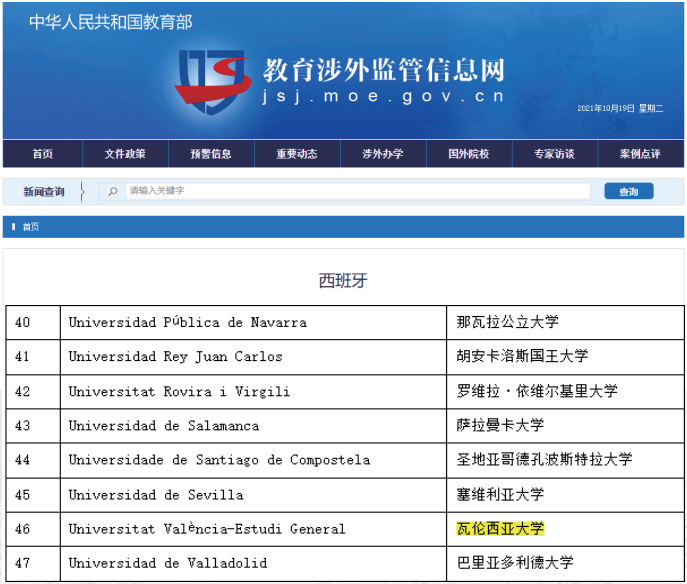 中华人民共和国教育部
教育涉外监管信息网
jsj.moe.gov.cn
2021年10月19日 星期二
首页 文件政策 预警信息 重要动态 涉外办学 国外院校 专家访谈 案例点评
新闻查询 请输入关键字 查询
首页
西班牙
40 Universidad Pública de Navarra 那瓦拉公立大学
41 Universidad Rey Juan Carlos 胡安卡洛斯国王大学
42 Universitat Rovira i Virgili 罗维拉·依维尔基里大学
43 Universidad de Salamanca 萨拉曼卡大学
44 Universidade de Santiago de Compostela 圣地亚哥德孔波斯特拉大学
45 Universidad de Sevilla 塞维利亚大学
46 Universitat València-Estudi General 瓦伦西亚大学
47 Universidad de Valladolid 巴里亚多利德大学